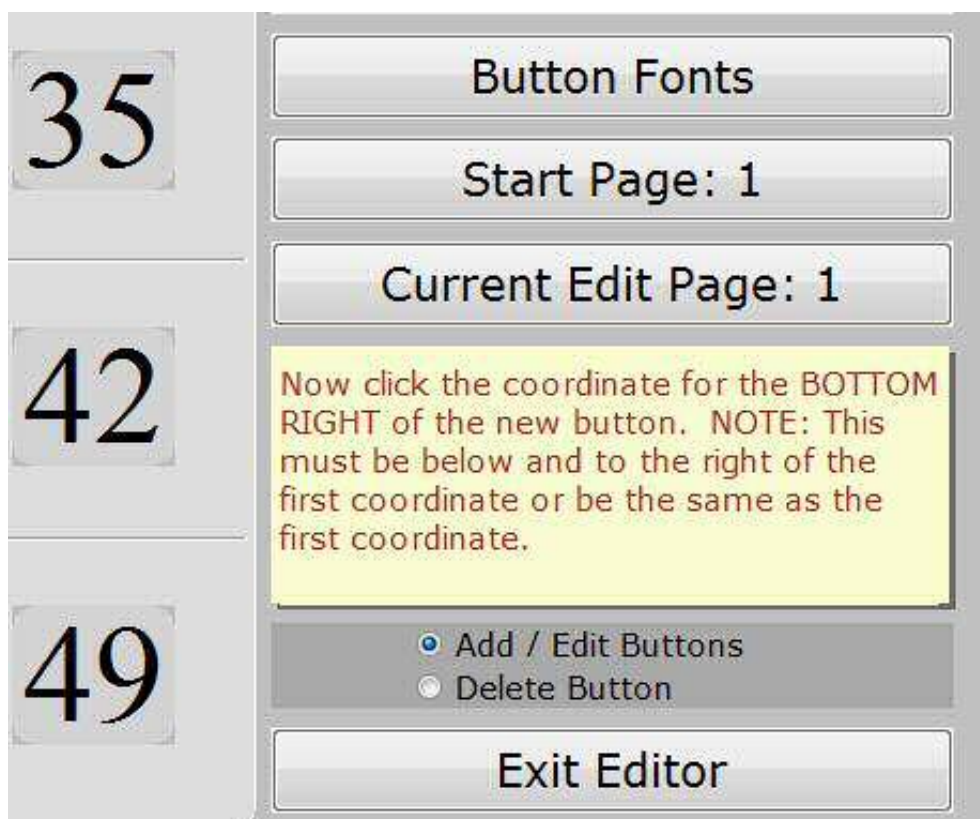 35
42
49
Button Fonts
Start Page: 1
Current Edit Page: 1
Now click the coordinate for the BOTTOM
RIGHT of the new button. NOTE: This
must be below and to the right of the
first coordinate or be the same as the
first coordinate.
Add / Edit Buttons
Delete Button
Exit Editor